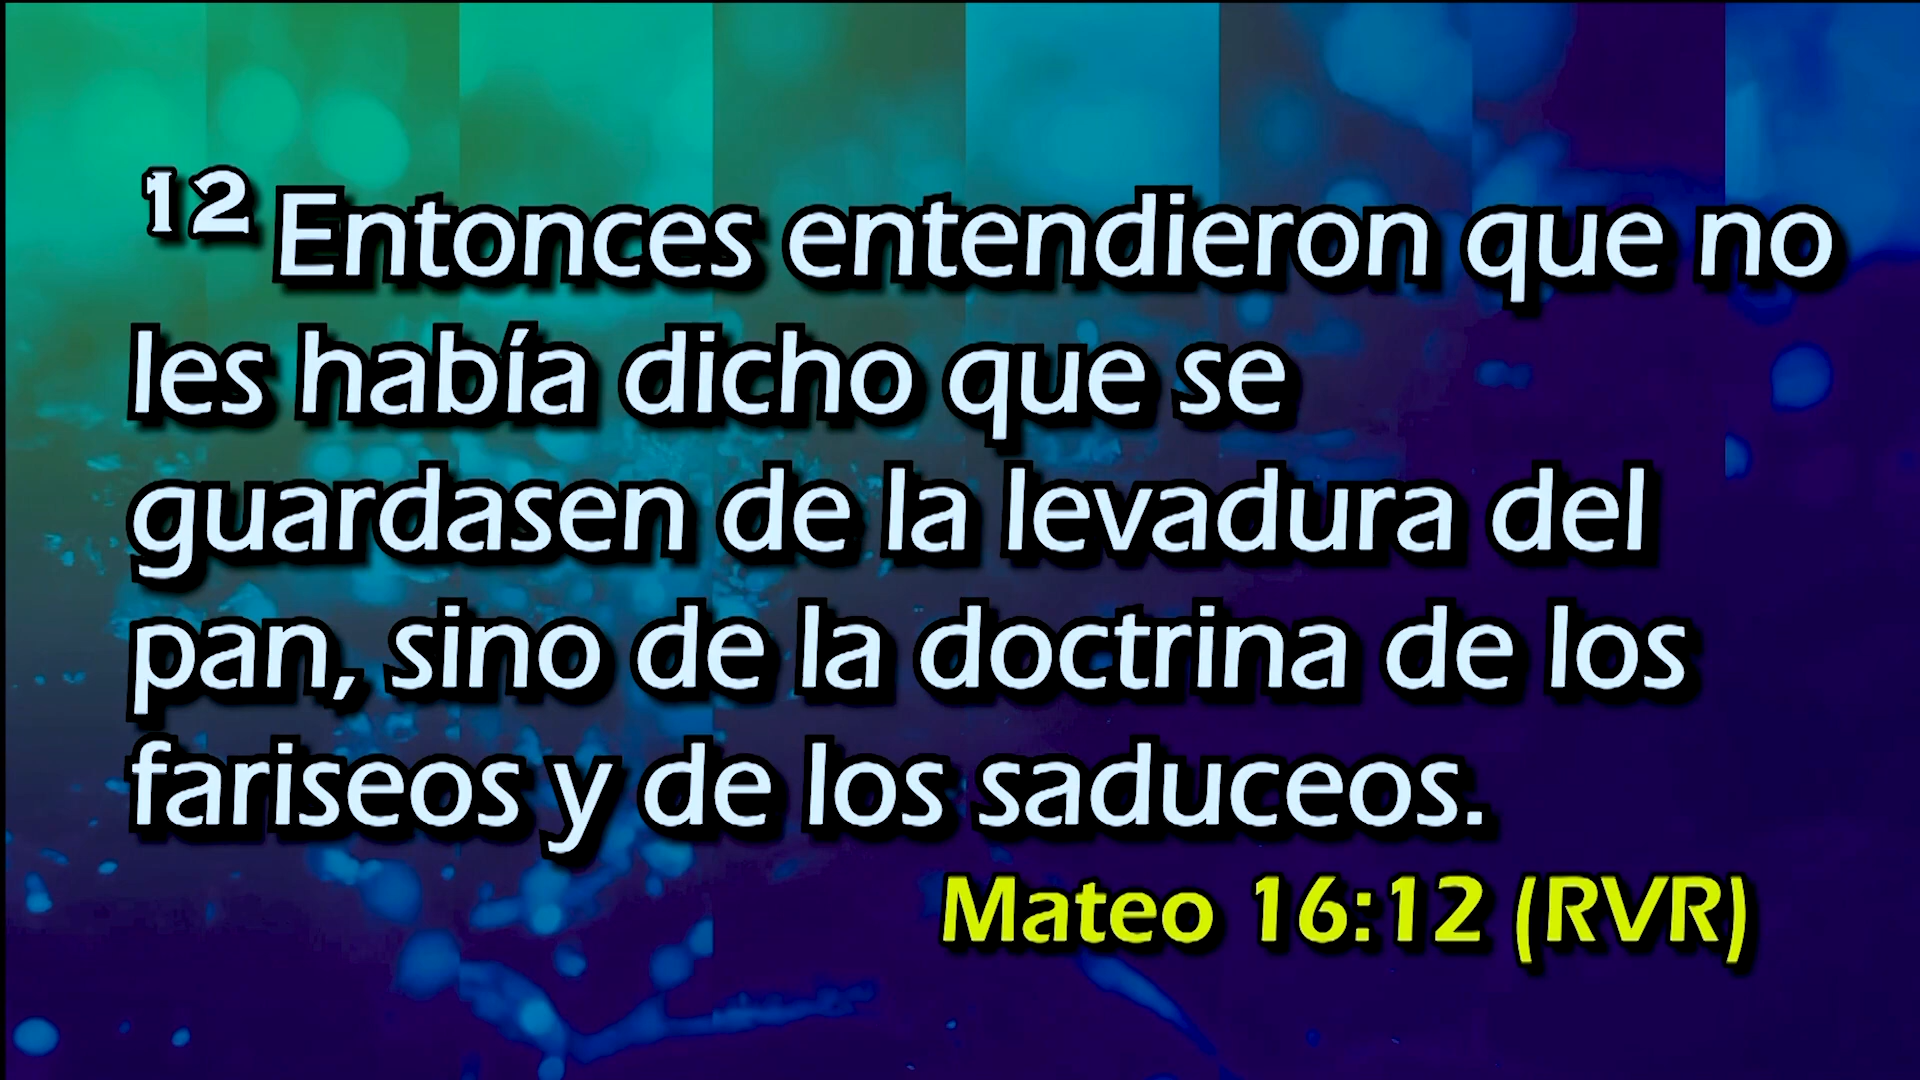 12 Entonces entendieron que no
les había dicho que se
guardasen de la levadura del
pan, sino de la doctrina de los
fariseos y de los saduceos.
Mateo 16:12 (RVR)